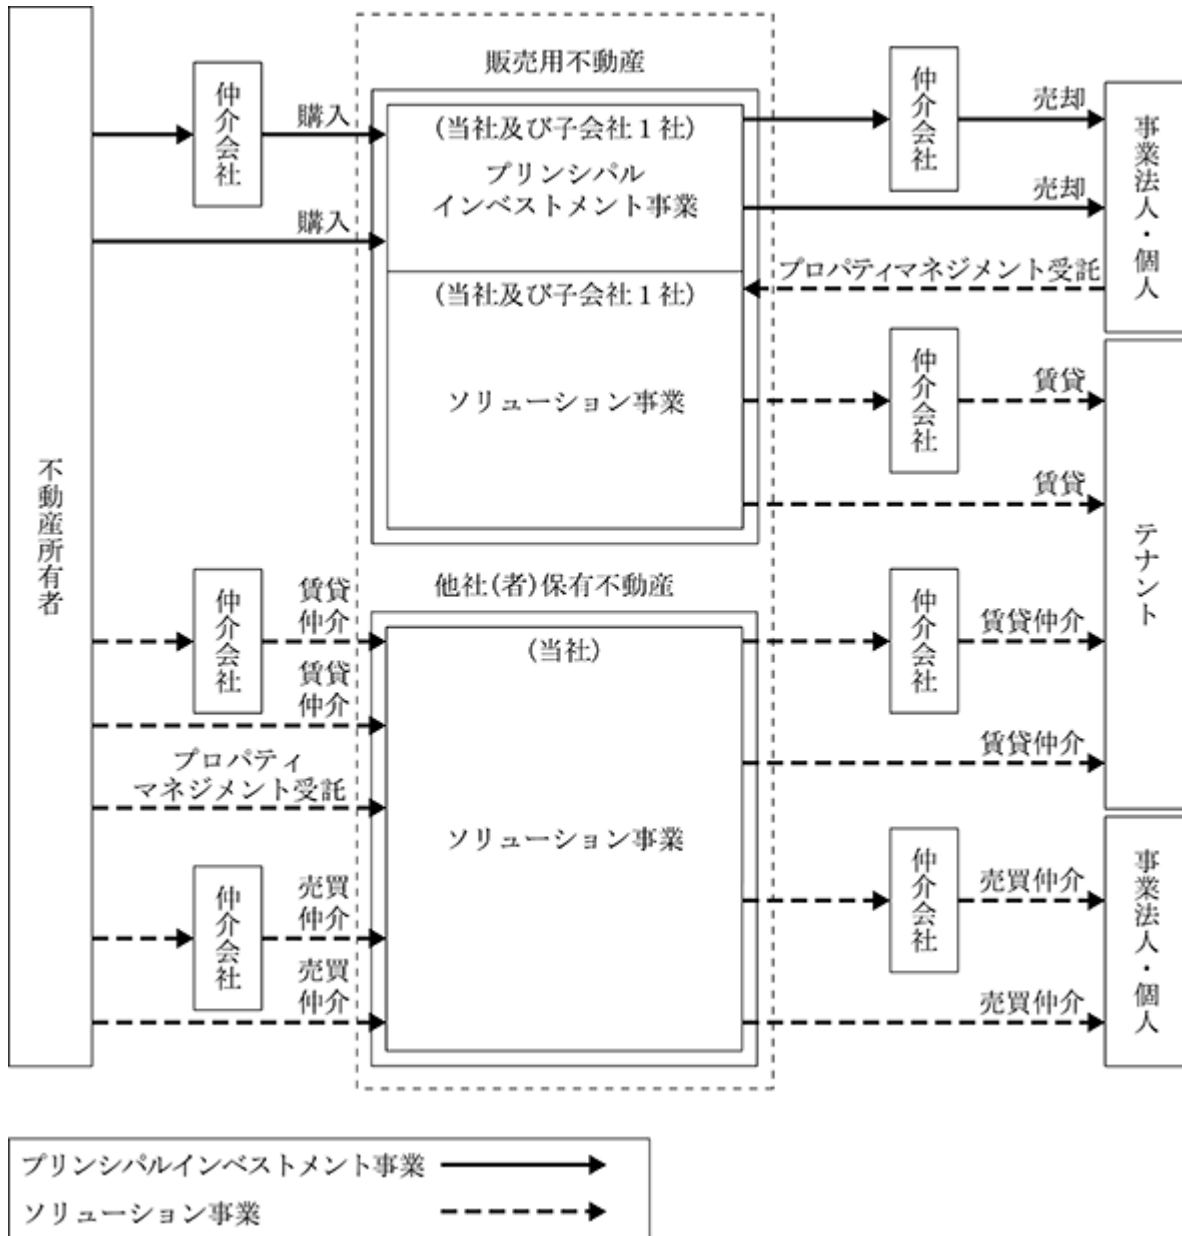 不動産所有者
仲介会社
購入
購入
販売用不動産
(当社及び子会社1社)
プリンシパル
インベストメント事業
(当社及び子会社1社)
ソリューション事業
仲介会社
売却
売却
プロパティマネジメント受託
事業法人・個人
仲介会社
賃貸
賃貸
テナント
仲介会社
賃貸
仲介
賃貸
仲介
プロパティ
マネジメント受託
仲介会社
売買
仲介
売買
仲介
他社(者)保有不動産
(当社)
ソリューション事業
仲介会社
賃貸仲介
賃貸仲介
仲介会社
売買仲介
売買仲介
事業法人・個人
プリンシパルインベストメント事業
ソリューション事業